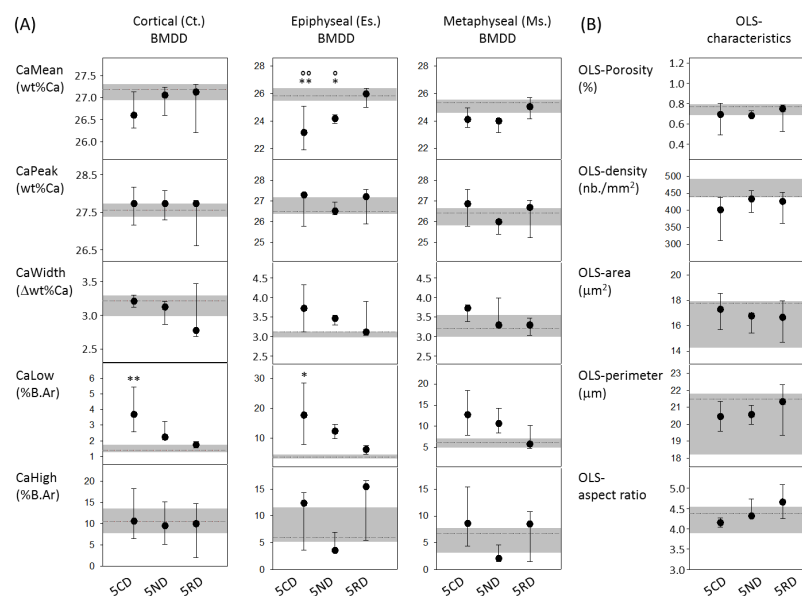 (A)
Cortical (Ct.)
BMDD
Epiphyseal (Es.)
BMDD
Metaphyseal (Ms.)
BMDD
(B)
OLS-
characteristics
CaMean
(wt%Ca)
27.0
26.5
26.0
°° °
** *
28
26
24
22
28
26
24
22
OLS-Porosity
(%)
1.2
1.0
0.8
0.6
0.4
CaPeak
(wt%Ca)
28.5
27.5
26.5
28
27
26
25
28
27
26
25
OLS-density
(nb./mm²)
500
450
400
350
300
CaWidth
(Δwt%Ca)
3.5
3.0
2.5
4.5
4.0
3.5
3.0
2.5
4.5
4.0
3.5
3.0
2.5
OLS-area
(μm²)
20
18
16
14
CaLow
(%B.Ar)
6
5
4
3
2
1
**
30
20
10
*
20
15
10
5
OLS-perimeter
(μm)
22
21
20
19
18
CaHigh
(%B.Ar)
20
15
10
5
0
15
10
5
0
15
10
5
0
OLS-
aspect ratio
5.0
4.5
4.0
3.5
3.0
5CD 5ND 5RD
5CD 5ND 5RD
5CD 5ND 5RD
5CD 5ND 5RD